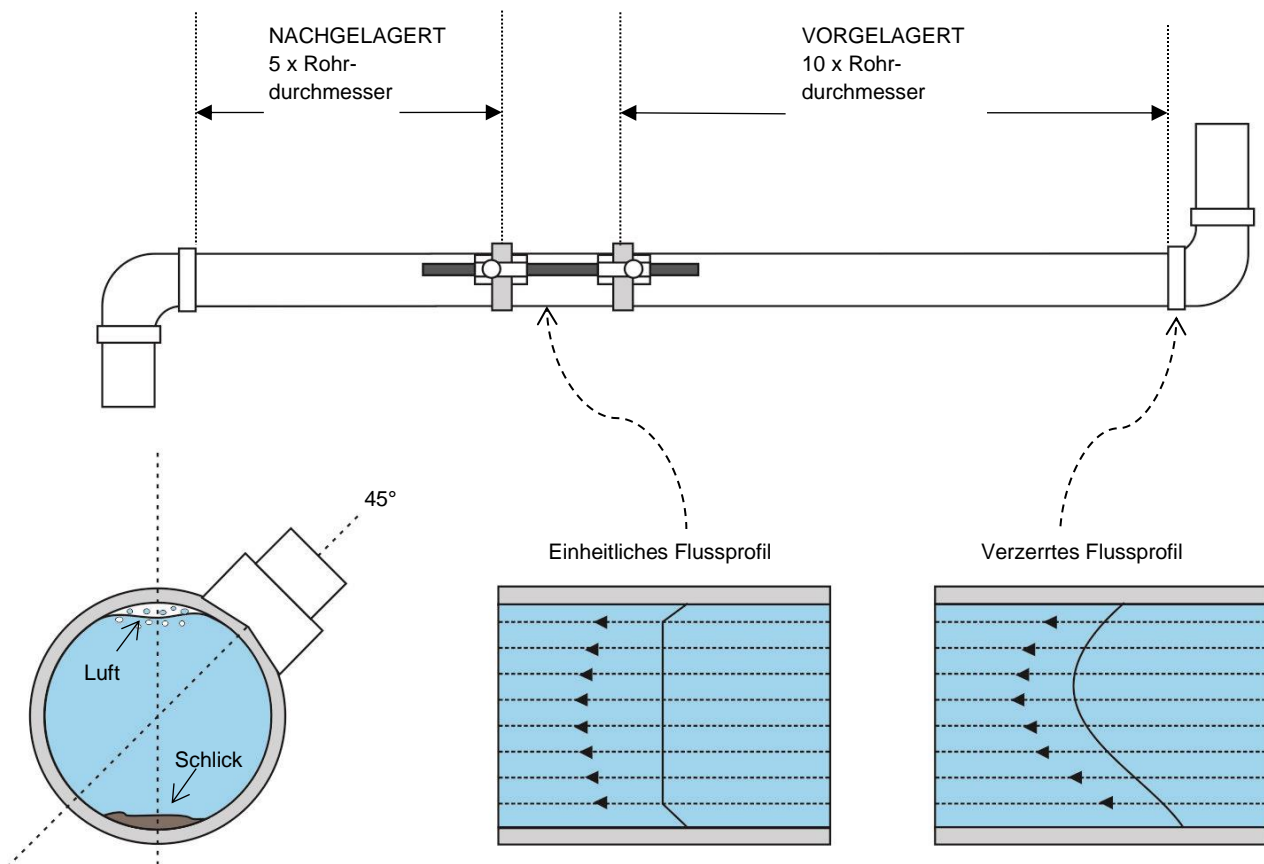 NACHGELAGERT
5 x Rohr-
durchmesser
VORGELAGERT
10 x Rohr-
durchmesser
45°
Luft
Schlick
Einheitliches Flussprofil
Verzerrtes Flussprofil